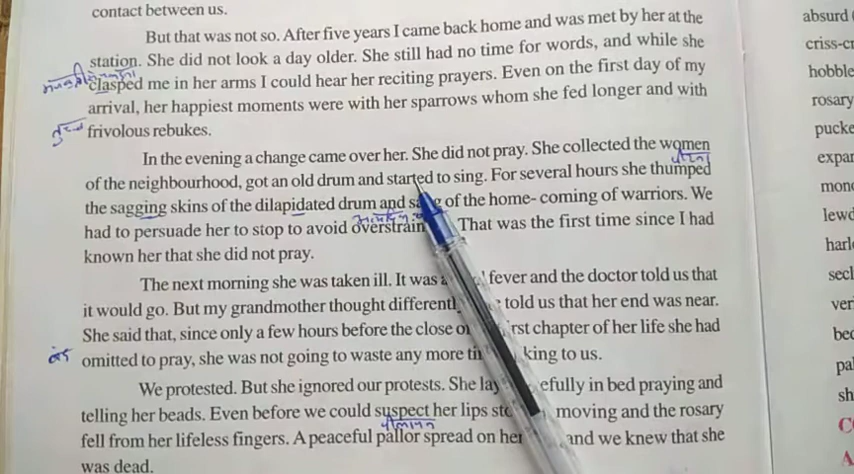 contact between us.
But that was not so. After five years I came back home and was met by her at the
station. She did not look a day older. She still had no time for words, and while she
clasped me in her arms I could hear her reciting prayers. Even on the first day of my
arrival, her happiest moments were with her sparrows whom she fed longer and with
frivolous rebukes.
In the evening a change came over her. She did not pray. She collected the women
of the neighbourhood, got an old drum and started to sing. For several hours she thumped
the sagging skins of the dilapidated drum and of the home- coming of warriors. We
had to persuade her to stop to avoid overstrain That was the first time since I had
known her that she did not pray.
The next morning she was taken ill. It was fever and the doctor told us that
it would go. But my grandmother thought told us that her end was near.
She said that, since only a few hours before the close chapter of her life she had
omitted to pray, she was not going to waste any more to us.
We protested. But she ignored our protests. She in bed praying and
telling her beads. Even before we could suspect her lips moving and the rosary
fell from her lifeless fingers. A peaceful pallor spread on and we knew that she
was dead.
absurd
criss-cr
hobble
rosary
pucke
expan
mono
lewd
harl
secl
ver
bec
pal
sh
C
A